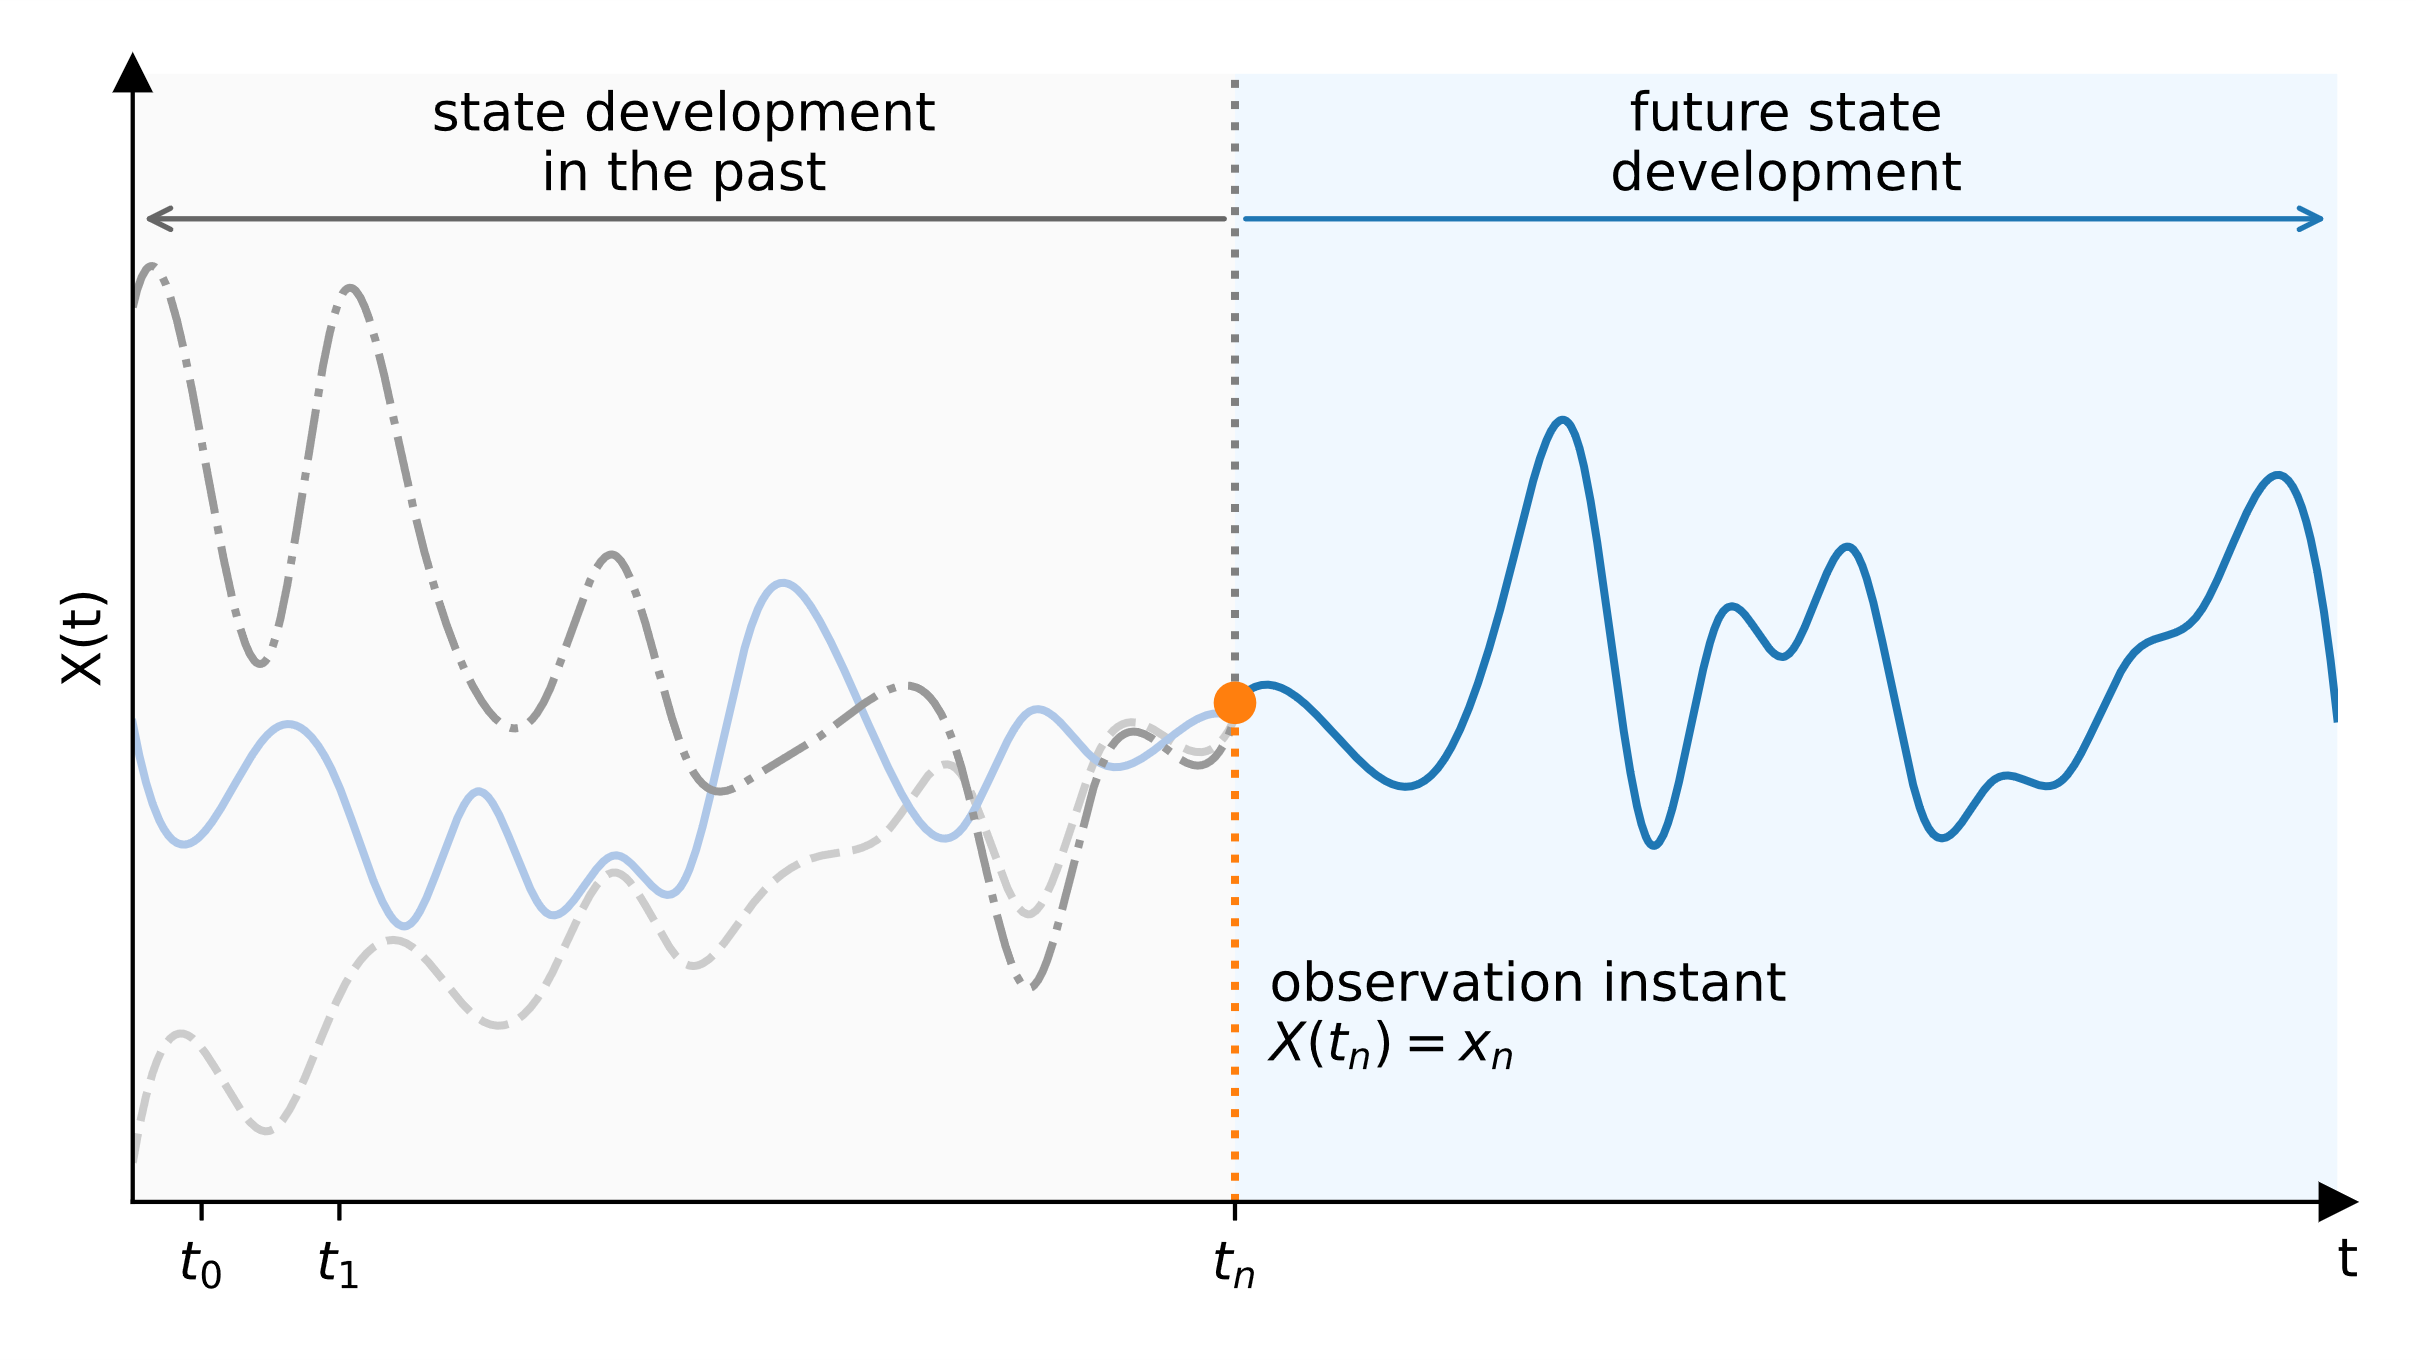 state development
in the past
future state
development
X(t)
observation instant
X(tₙ) = xₙ
t₀
t₁
tₙ
t